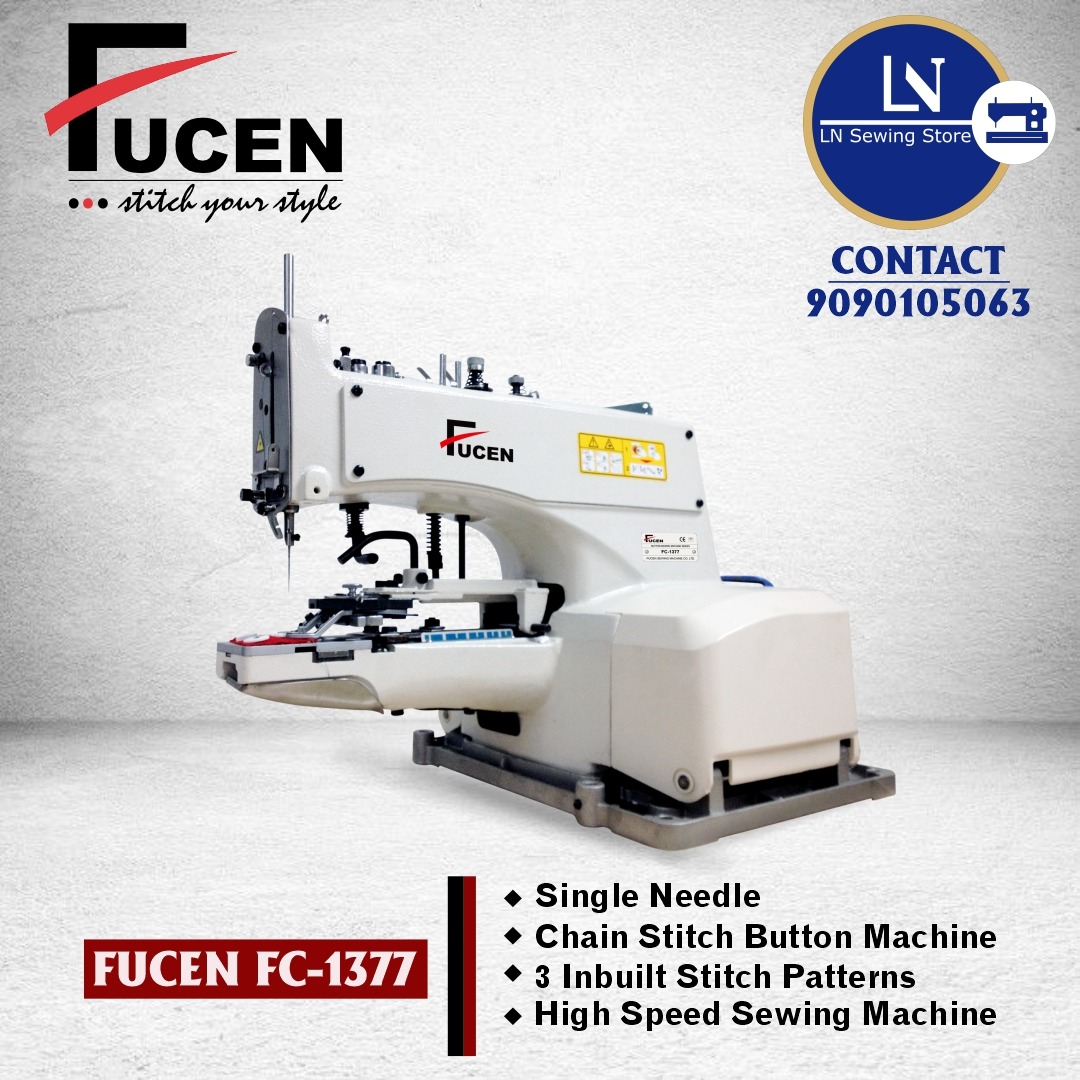 FUCEN
stitch your style
LN
LN Sewing Store
CONTACT
9090105063
FUCEN
FUCEN
FC-1377
FUCEN FC-1377
Single Needle
Chain Stitch Button Machine
3 Inbuilt Stitch Patterns
High Speed Sewing Machine